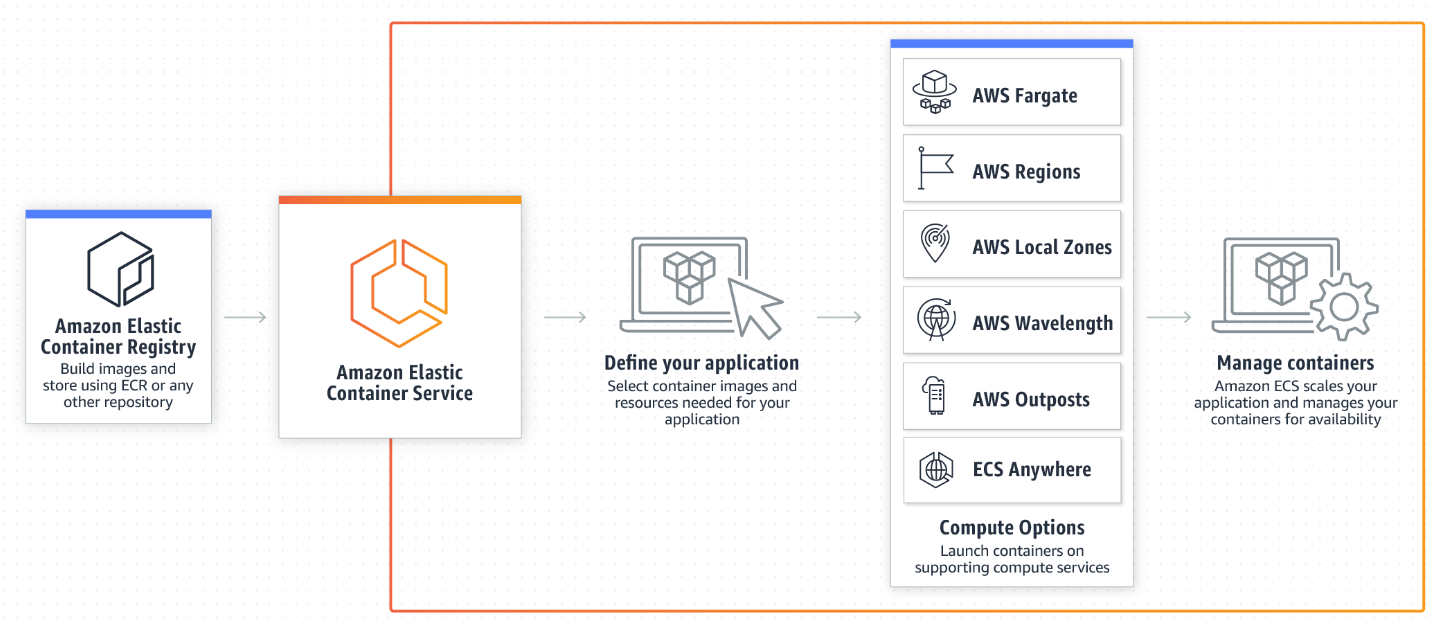 Amazon Elastic
Container Registry
Build images and
store using ECR or any
other repository
Amazon Elastic
Container Service
Define your application
Select container images and
resources needed for your
application
AWS Fargate
AWS Regions
AWS Local Zones
AWS Wavelength
AWS Outposts
ECS Anywhere
Compute Options
Launch containers on
supporting compute services
Manage containers
Amazon ECS scales your
application and manages your
containers for availability